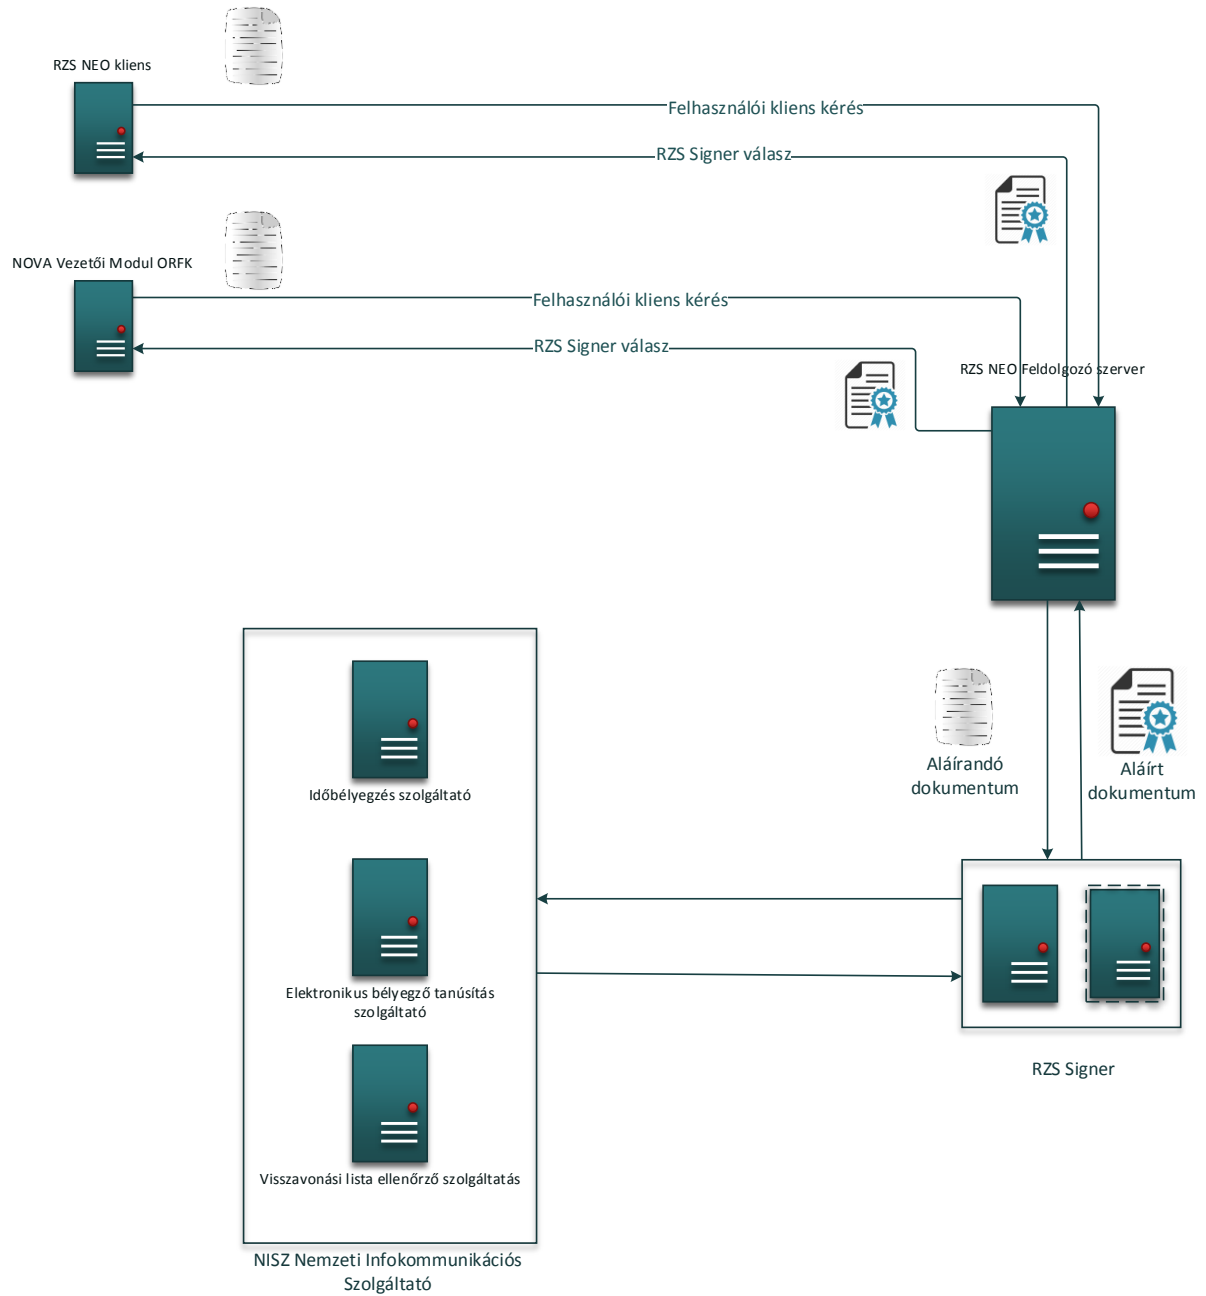 RZS NEO kliens
Felhasználói kliens kérés
RZS Signer válasz
NOVA Vezetői Modul ORFK
Felhasználói kliens kérés
RZS Signer válasz
RZS NEO Feldolgozó szerver
Aláírandó
dokumentum
Aláírt
dokumentum
Időbélyegzés szolgáltató
Elektronikus bélyegző tanúsítás
szolgáltató
RZS Signer
Visszavonási lista ellenőrző szolgáltatás
NISZ Nemzeti Infokommunikációs
Szolgáltató